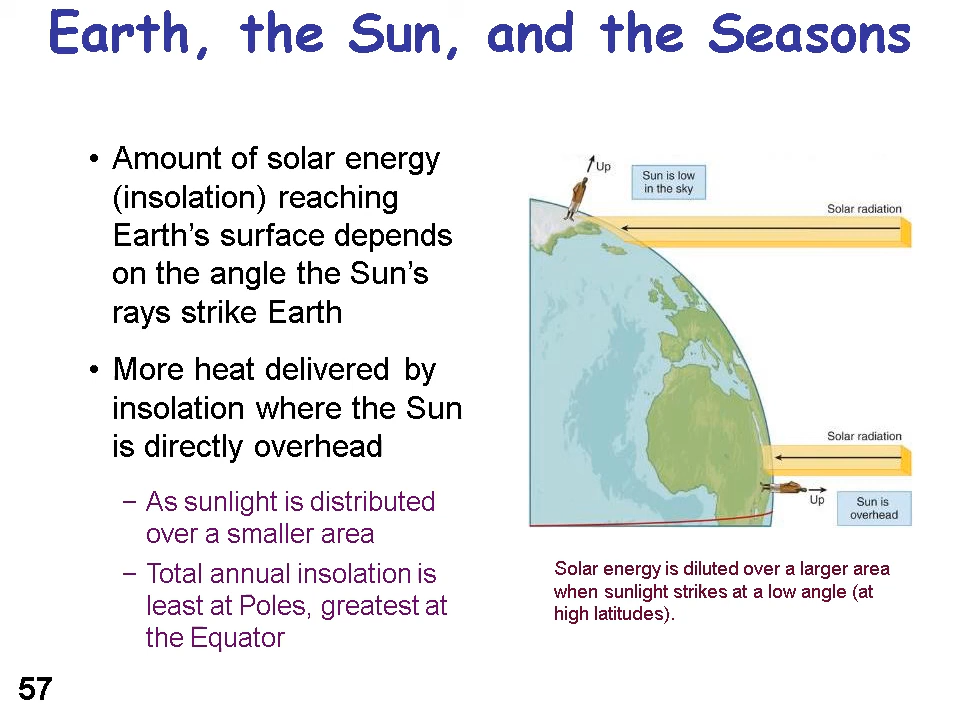 Earth, the Sun, and the Seasons
• Amount of solar energy
(insolation) reaching
Earth's surface depends
on the angle the Sun's
rays strike Earth
• More heat delivered by
insolation where the Sun
is directly overhead
– As sunlight is distributed
over a smaller area
– Total annual insolation is
least at Poles, greatest at
the Equator
Up
Sun is low
in the sky
Solar radiation
Solar radiation
Up
Sun is
overhead
Solar energy is diluted over a larger area
when sunlight strikes at a low angle (at
high latitudes).
57